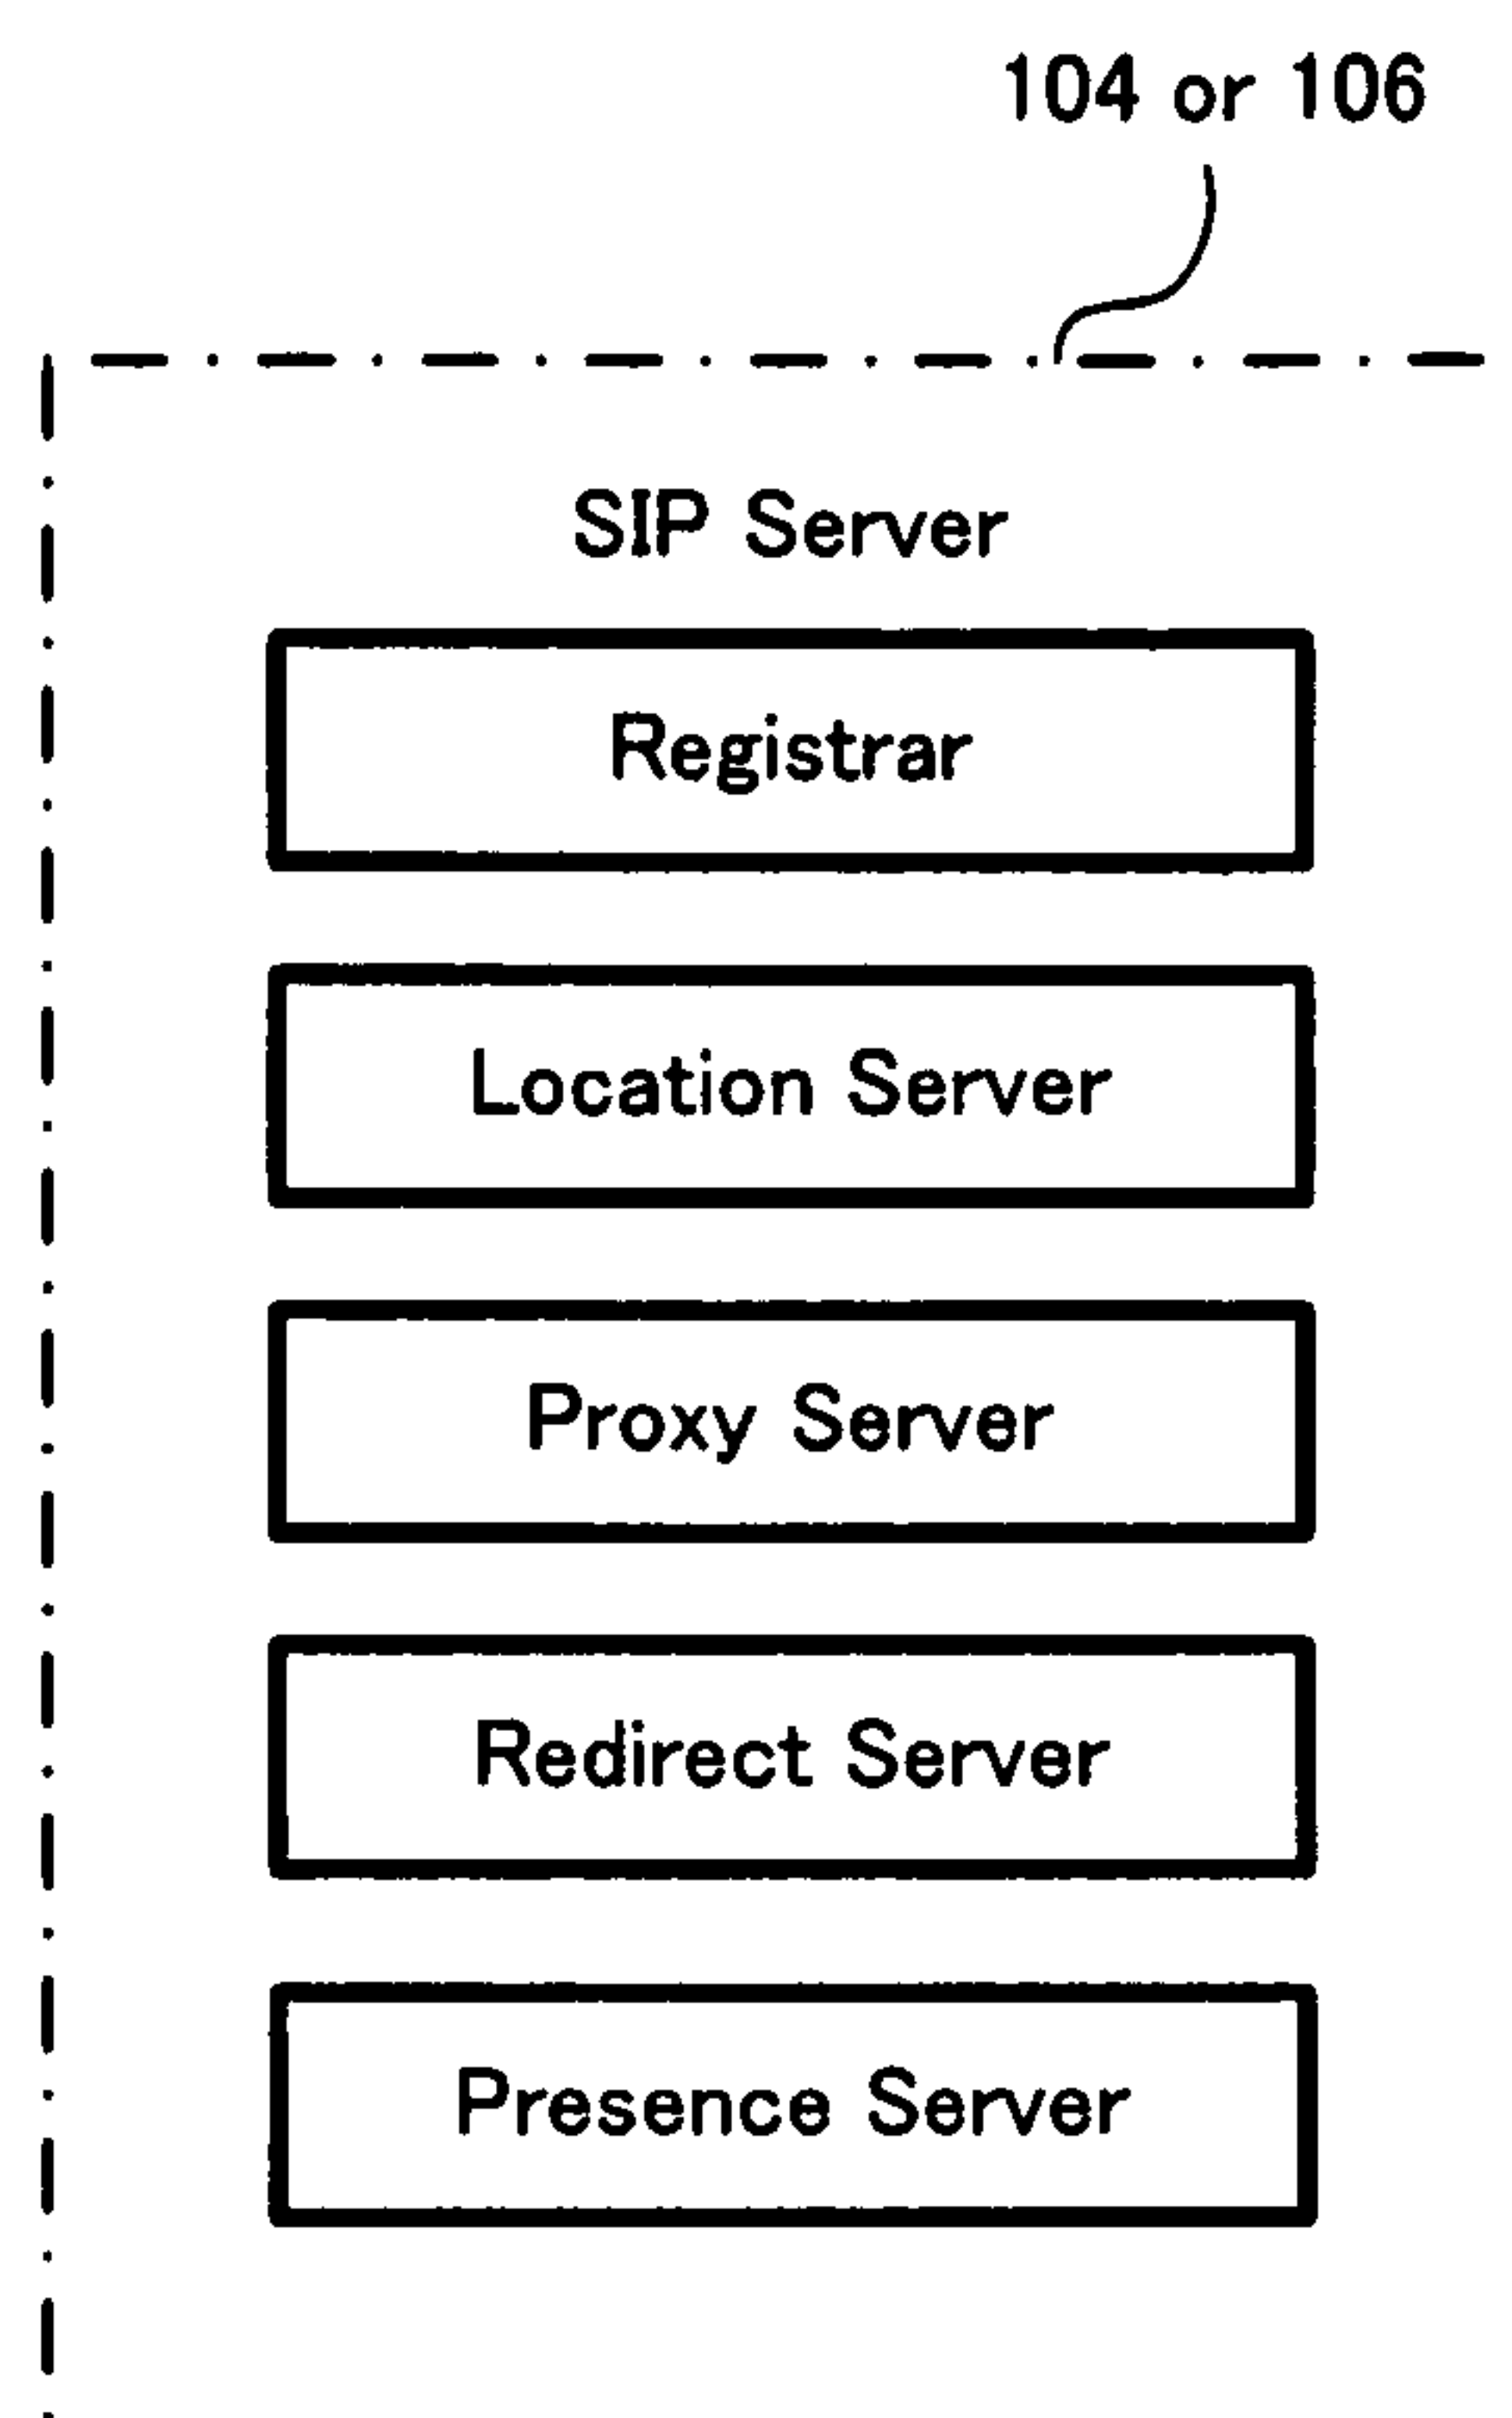 104 or 106
SIP Server
Registrar
Location Server
Proxy Server
Redirect Server
Presence Server